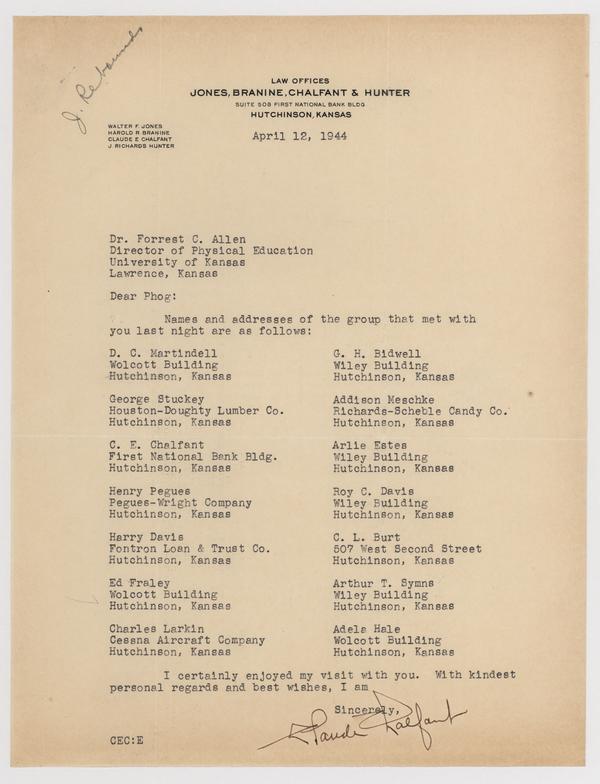 J. Rebounds
LAW OFFICES
JONES, BRANINE, CHALFANT & HUNTER
SUITE 508 FIRST NATIONAL BANK BLDG
HUTCHINSON, KANSAS
WALTER F. JONES
HAROLD R BRANINE
CLAUDE E CHALFANT
J. RICHARDS HUNTER
April 12, 1944
Dr. Forrest C. Allen
Director of Physical Education
University of Kansas
Lawrence, Kansas
Dear Phog:
Names and addresses of the group that met with
you last night are as follows:
D. C. Martindell
Wolcott Building
Hutchinson, Kansas
G. H. Bidwell
Wiley Building
Hutchinson, Kansas
George Stuckey
Houston-Doughty Lumber Co.
Hutchinson, Kansas
Addison Meschke
Richards-Scheble Candy Co.
Hutchinson, Kansas
C. E. Chalfant
First National Bank Bldg.
Hutchinson, Kansas
Arlie Estes
Wiley Building
Hutchinson, Kansas
Henry Pegues
Pegues-Wright Company
Hutchinson, Kansas
Roy C. Davis
Wiley Building
Hutchinson, Kansas
Harry Davis
Fontron Loan & Trust Co.
Hutchinson, Kansas
C. L. Burt
507 West Second Street
Hutchinson, Kansas
Ed Fraley
Wolcott Building
Hutchinson, Kansas
Arthur T. Symns
Wiley Building
Hutchinson, Kansas
Charles Larkin
Cessna Aircraft Company
Hutchinson, Kansas
Adela Hale
Wolcott Building
Hutchinson, Kansas
I certainly enjoyed my visit with you. With kindest
personal regards and best wishes, I am
Sincerely,
Claude Chalfant
CEC:E